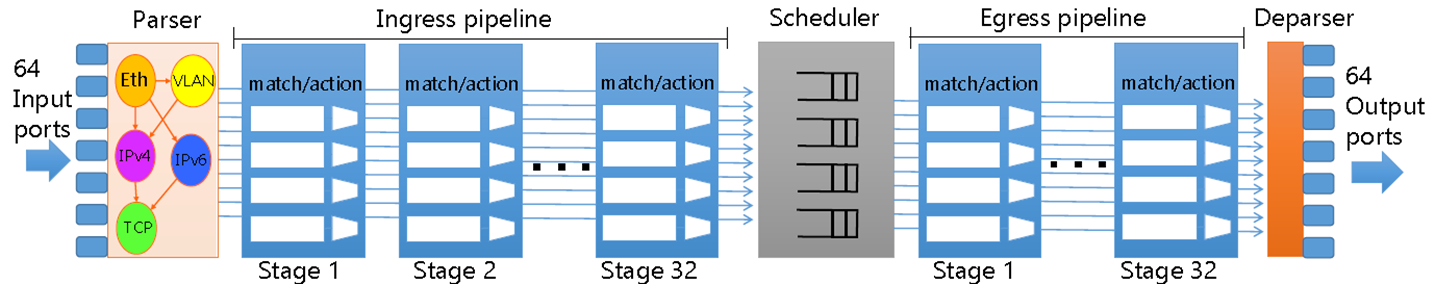 Parser
Ingress pipeline
Scheduler
Egress pipeline
Deparser
64
Input
ports
Eth
VLAN
IPv4
IPv6
TCP
match/action
match/action
match/action
match/action
match/action
64
Output
ports
Stage 1
Stage 2
Stage 32
Stage 1
Stage 32